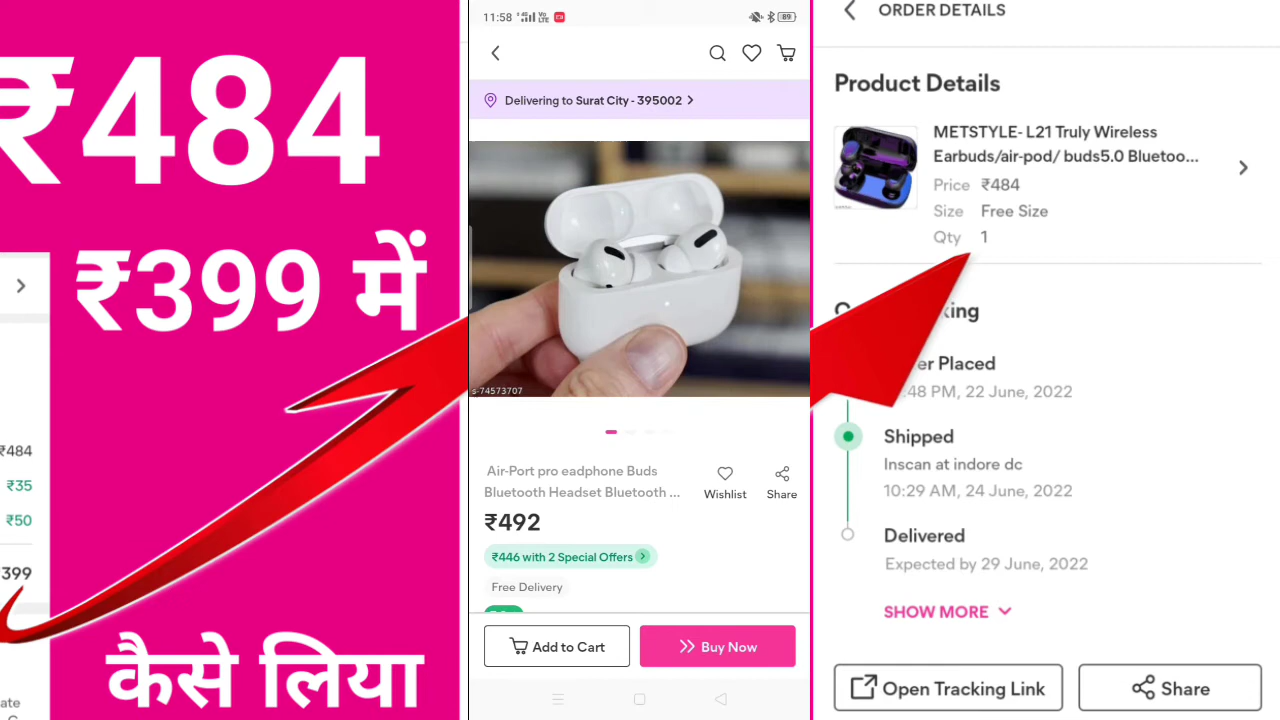 ₹484
₹399 में
₹484
₹35
₹50
399
कैसे लिया
ate
11:58
89
Delivering to Surat City - 395002
s-74573707
Air-Port pro eadphone Buds
Bluetooth Headset Bluetooth ...
Wishlist
Share
₹492
₹446 with 2 Special Offers
Free Delivery
Add to Cart
Buy Now
ORDER DETAILS
Product Details
METSTYLE- L21 Truly Wireless
Earbuds/air-pod/ buds5.0 Bluetoo...
Price ₹484
Size Free Size
Qty 1
king
er Placed
:48 PM, 22 June, 2022
Shipped
Inscan at indore dc
10:29 AM, 24 June, 2022
Delivered
Expected by 29 June, 2022
SHOW MORE
Open Tracking Link
Share